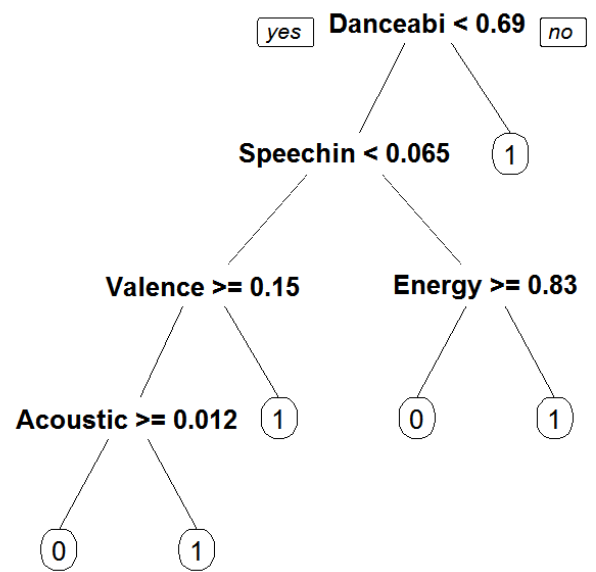 yes Danceabi < 0.69 no
Speechin < 0.065 1
Valence >= 0.15 Energy >= 0.83
Acoustic >= 0.012 1 0 1
0 1